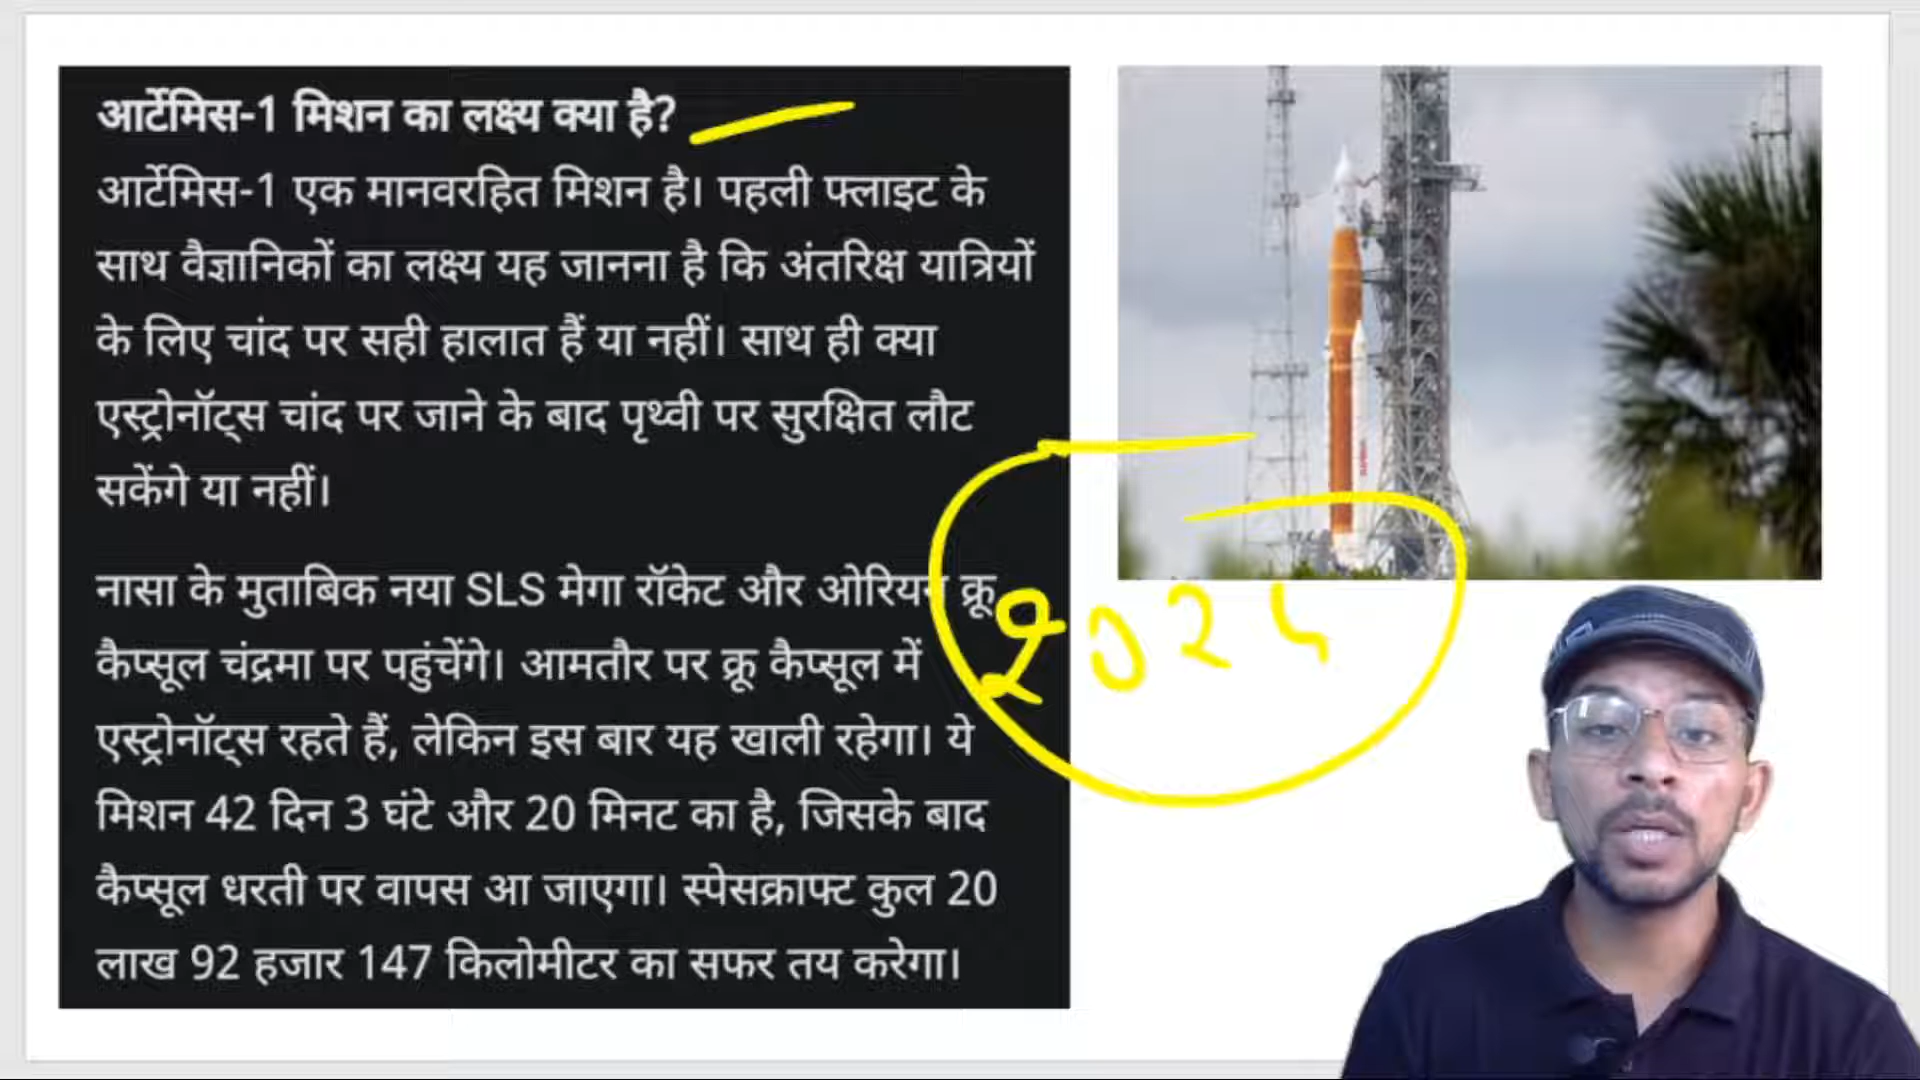 आर्टेमिस-1 मिशन का लक्ष्य क्या है?
आर्टेमिस-1 एक मानवरहित मिशन है। पहली फ्लाइट के
साथ वैज्ञानिकों का लक्ष्य यह जानना है कि अंतरिक्ष यात्रियों
के लिए चांद पर सही हालात हैं या नहीं। साथ ही क्या
एस्ट्रोनॉट्स चांद पर जाने के बाद पृथ्वी पर सुरक्षित लौट
सकेंगे या नहीं।
नासा के मुताबिक नया SLS मेगा रॉकेट और ओरियन क्रू
कैप्सूल चंद्रमा पर पहुंचेंगे। आमतौर पर क्रू कैप्सूल में
एस्ट्रोनॉट्स रहते हैं, लेकिन इस बार यह खाली रहेगा। ये
मिशन 42 दिन 3 घंटे और 20 मिनट का है, जिसके बाद
कैप्सूल धरती पर वापस आ जाएगा। स्पेसक्राफ्ट कुल 20
लाख 92 हजार 147 किलोमीटर का सफर तय करेगा।